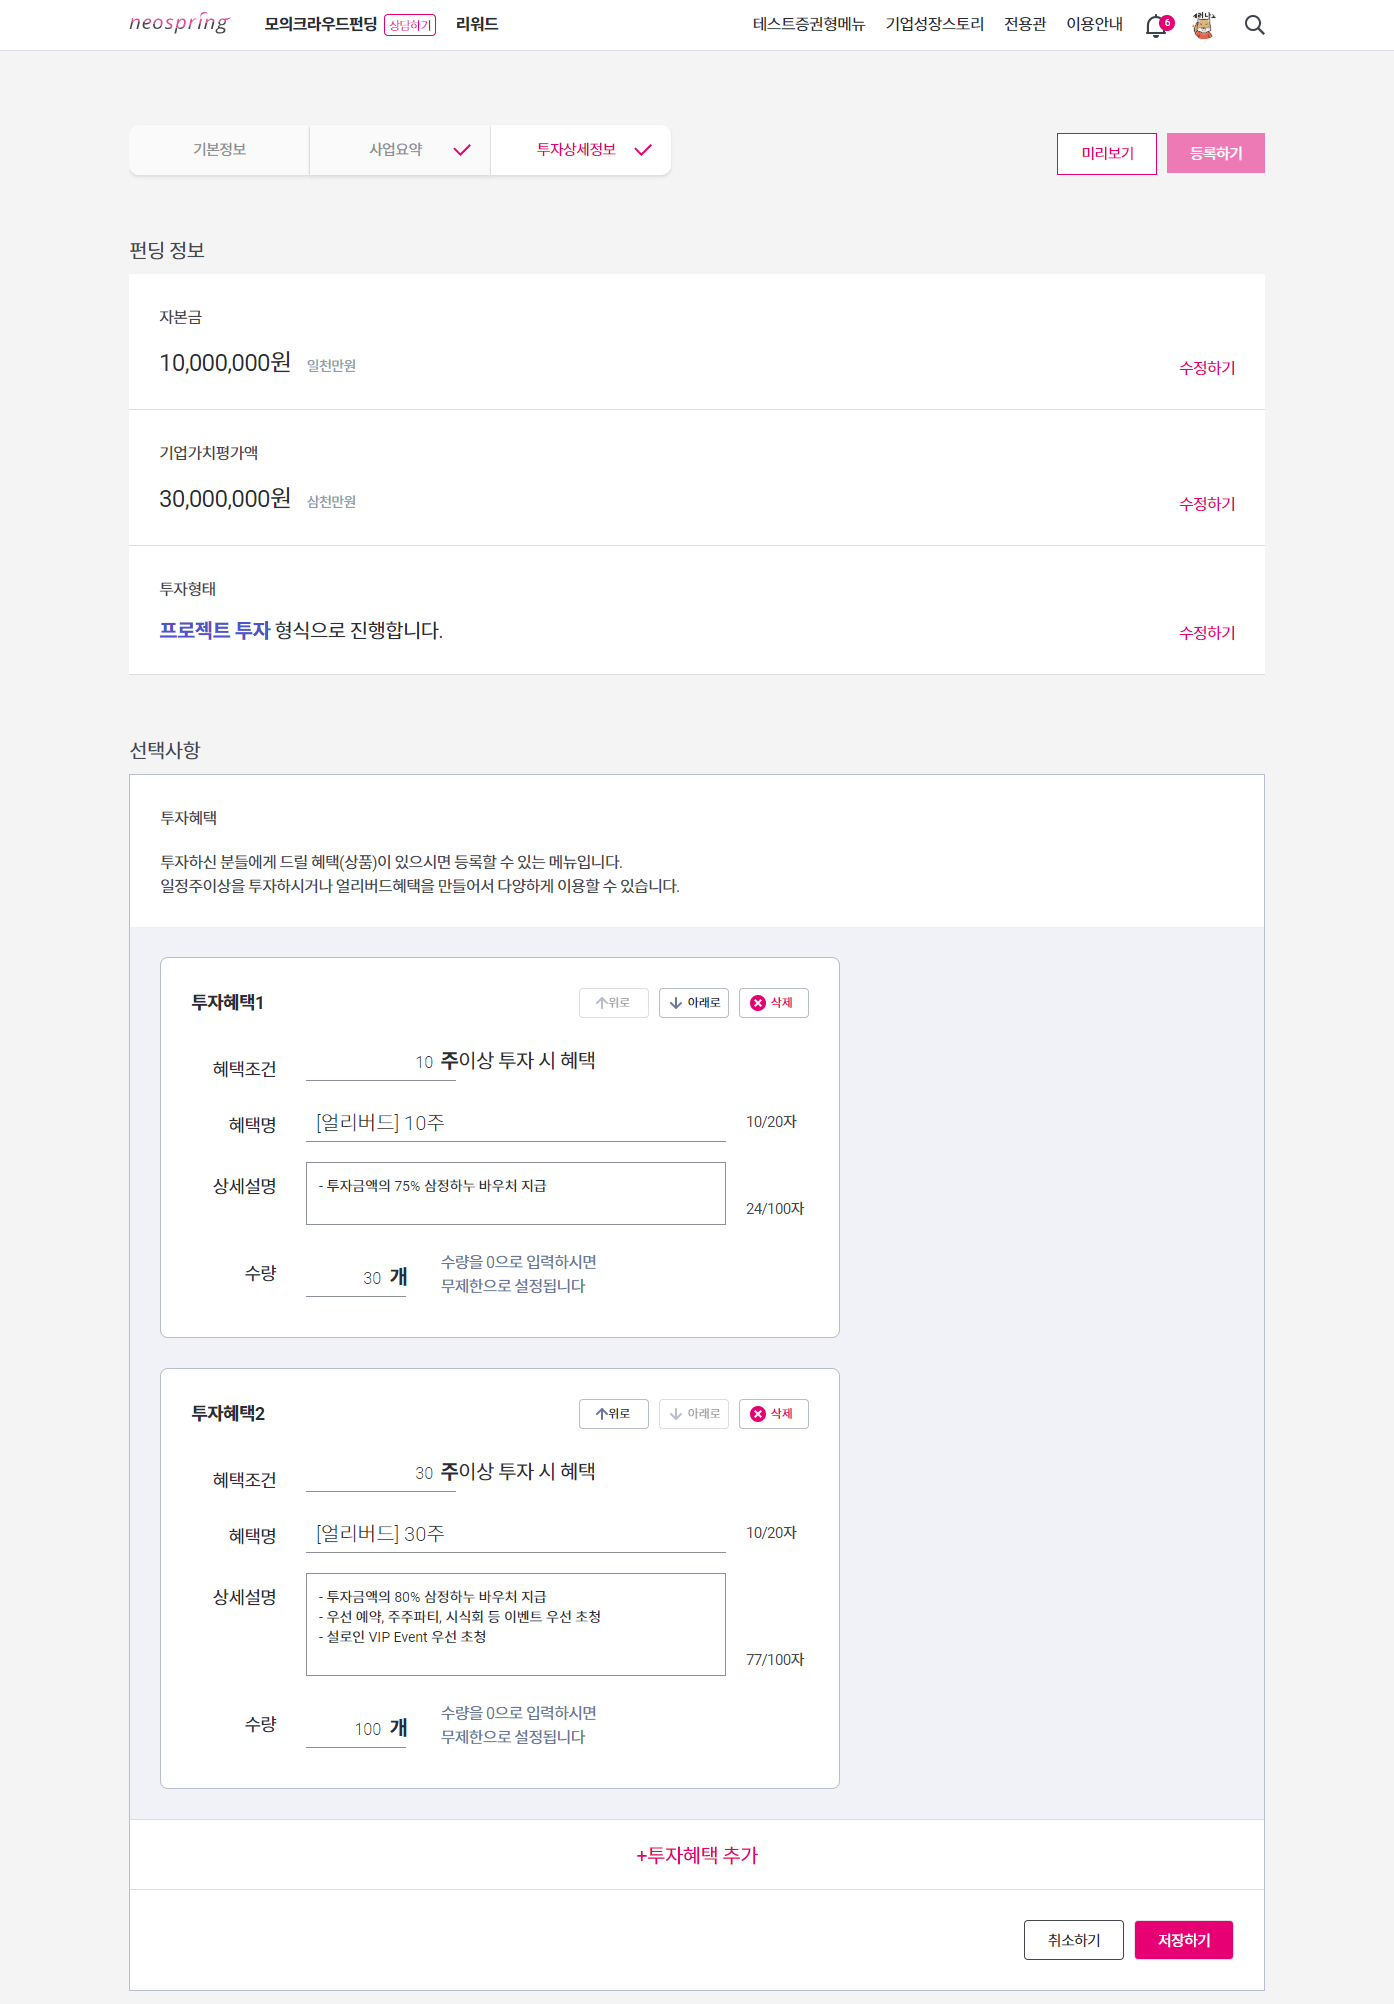 neospring
모의크라우드펀딩 상담하기 리워드
테스트증권형메뉴 기업성장스토리 전용관 이용안내 6
기본정보 사업요약 투자상세정보
미리보기 등록하기
펀딩 정보
자본금
10,000,000원 일천만원
수정하기
기업가치평가액
30,000,000원 삼천만원
수정하기
투자형태
프로젝트 투자 형식으로 진행합니다.
수정하기
선택사항
투자혜택
투자하신 분들에게 드릴 혜택(상품)이 있으시면 등록할 수 있는 메뉴입니다.
일정주이상을 투자하시거나 얼리버드혜택을 만들어서 다양하게 이용할 수 있습니다.
투자혜택1 위로 아래로 삭제
혜택조건 10 주이상 투자 시 혜택
혜택명 [얼리버드] 10주 10/20자
상세설명 - 투자금액의 75% 삼정하누 바우처 지급
24/100자
수량 30 개 수량을 0으로 입력하시면
무제한으로 설정됩니다
투자혜택2 위로 아래로 삭제
혜택조건 30 주이상 투자 시 혜택
혜택명 [얼리버드] 30주 10/20자
상세설명 - 투자금액의 80% 삼정하누 바우처 지급
- 우선 예약, 주주파티, 시식회 등 이벤트 우선 초청
- 설로인 VIP Event 우선 초청
77/100자
수량 100 개 수량을 0으로 입력하시면
무제한으로 설정됩니다
+투자혜택 추가
취소하기 저장하기